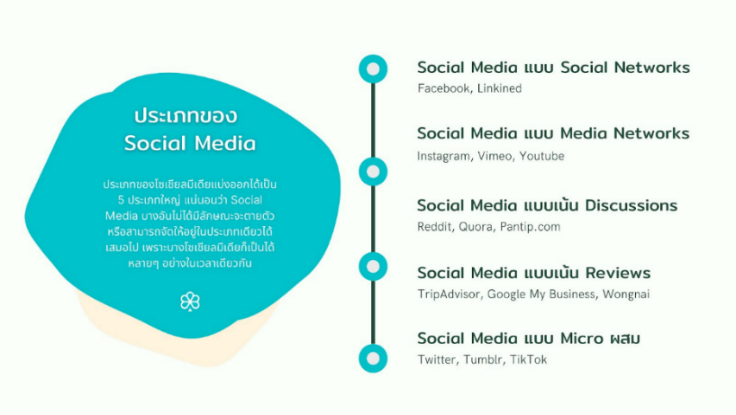 ประเภทของ
Social Media
ประเภทของโซเชียลมีเดียแบ่งออกได้เป็น
5 ประเภทใหญ่ แน่นอนว่า Social
Media บางอันไม่ได้มีลักษณะจะตายตัว
หรือสามารถจัดให้อยู่ในประเภทเดียวได้
เสมอไป เพราะบางโซเชียลมีเดียก็เป็นได้
หลายๆ อย่างในเวลาเดียวกัน
Social Media แบบ Social Networks
Facebook, Linkined
Social Media แบบ Media Networks
Instagram, Vimeo, Youtube
Social Media แบบเน้น Discussions
Reddit, Quora, Pantip.com
Social Media แบบเน้น Reviews
TripAdvisor, Google My Business, Wongnai
Social Media แบบ Micro ผสม
Twitter, Tumblr, TikTok